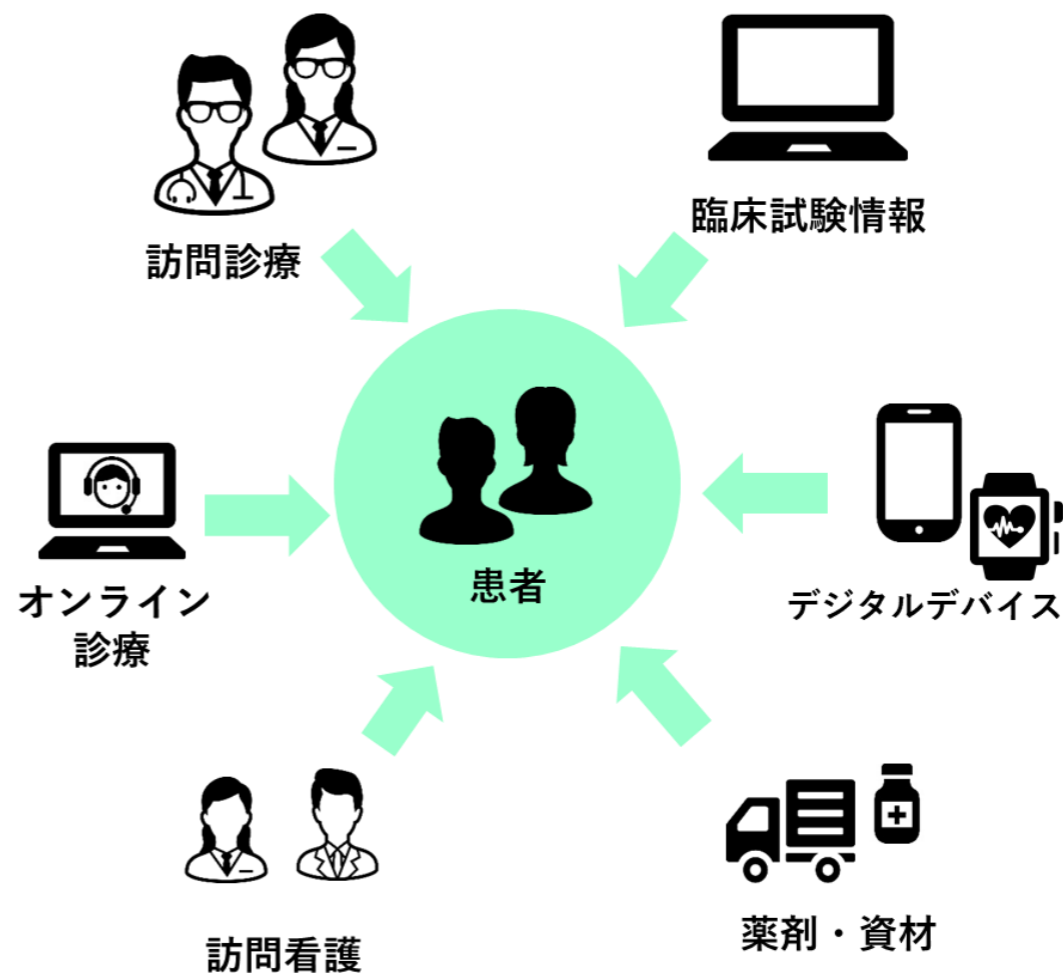 訪問診療
臨床試験情報
オンライン
診療
患者
デジタルデバイス
訪問看護
薬剤・資材